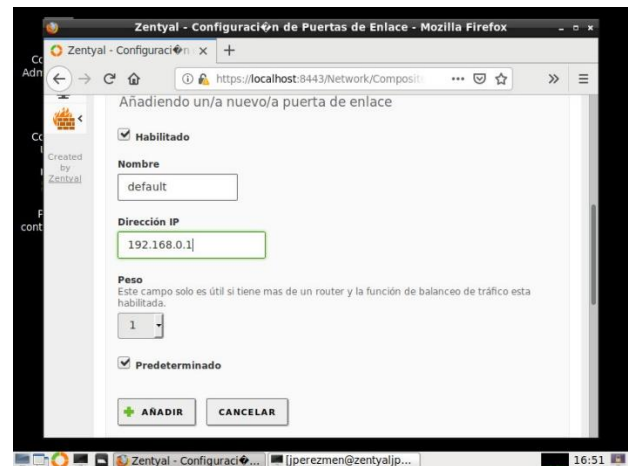 Zentyal - Configuraci�n de Puertas de Enlace - Mozilla Firefox
Zentyal - Configuraci�n
https://localhost:8443/Network/Composit
Añadiendo un/a nuevo/a puerta de enlace
Habilitado
Created
by
Zentyal
Nombre
default
Dirección IP
192.168.0.1
Peso
Este campo solo es útil si tiene mas de un router y la función de balanceo de tráfico esta
habilitada.
1
Predeterminado
AÑADIR CANCELAR
Zentyal - Configuraci�... [jperezmen@zentyaljp... 16:51